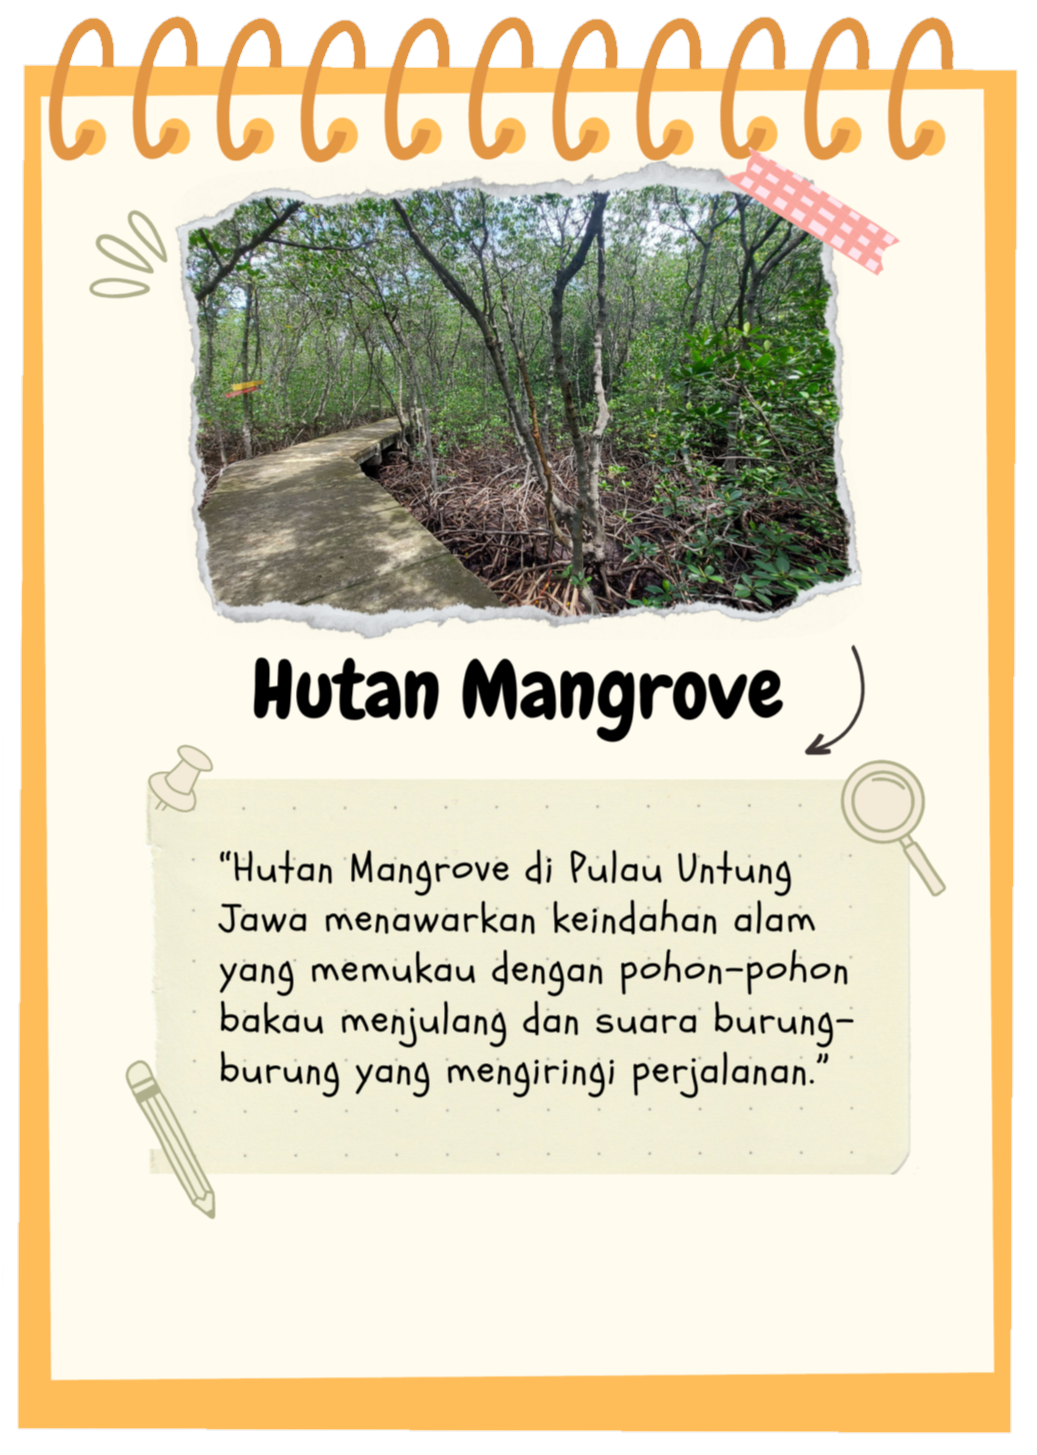 Hutan Mangrove
“Hutan Mangrove di Pulau Untung
Jawa menawarkan keindahan alam
yang memukau dengan pohon-pohon
bakau menjulang dan suara burung-
burung yang mengiringi perjalanan.”